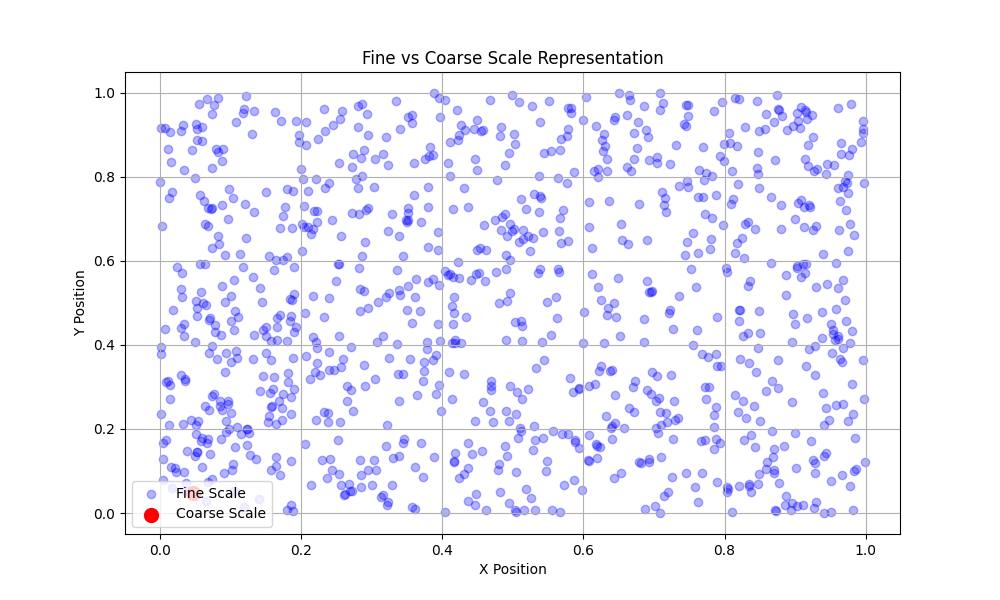 Fine vs Coarse Scale Representation
1.0
0.8
0.6
0.4
0.2
0.0
Y Position
Fine Scale
Coarse Scale
0.0 0.2 0.4 0.6 0.8 1.0
X Position